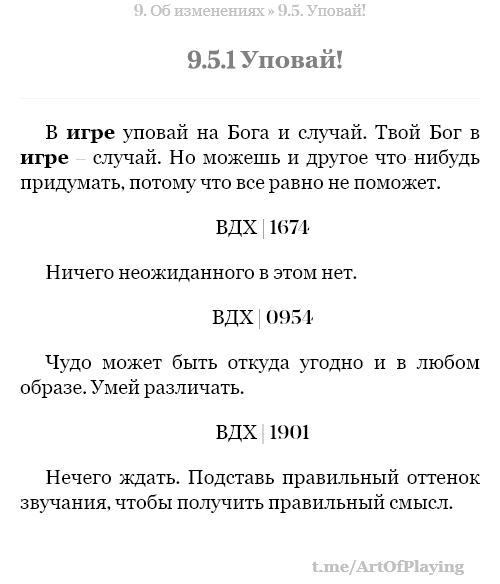 9. Об изменениях » 9.5. Уповай!
9.5.1 Уповай!
В игре уповай на Бога и случай. Твой Бог в
игре – случай. Но можешь и другое что-нибудь
придумать, потому что все равно не поможет.
ВДХ | 1674
Ничего неожиданного в этом нет.
ВДХ | 0954
Чудо может быть откуда угодно и в любом
образе. Умей различать.
ВДХ | 1901
Нечего ждать. Подставь правильный оттенок
звучания, чтобы получить правильный смысл.
t.me/ArtOfPlaying